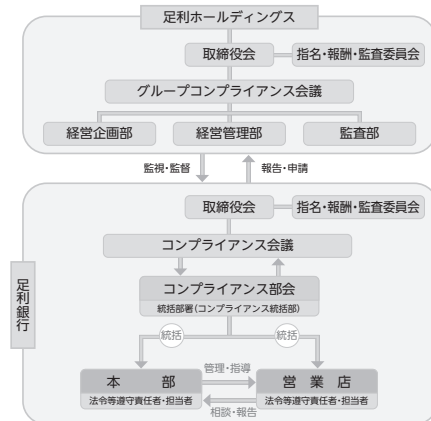 足利ホールディングス
取締役会
指名・報酬・監査委員会
グループコンプライアンス会議
経営企画部
経営管理部
監査部
監視・監督
報告・申請
足利銀行
取締役会
指名・報酬・監査委員会
コンプライアンス会議
コンプライアンス部会
統括部署(コンプライアンス統括部)
統括
統括
本部
法令等遵守責任者・担当者
管理・指導
相談・報告
営業店
法令等遵守責任者・担当者